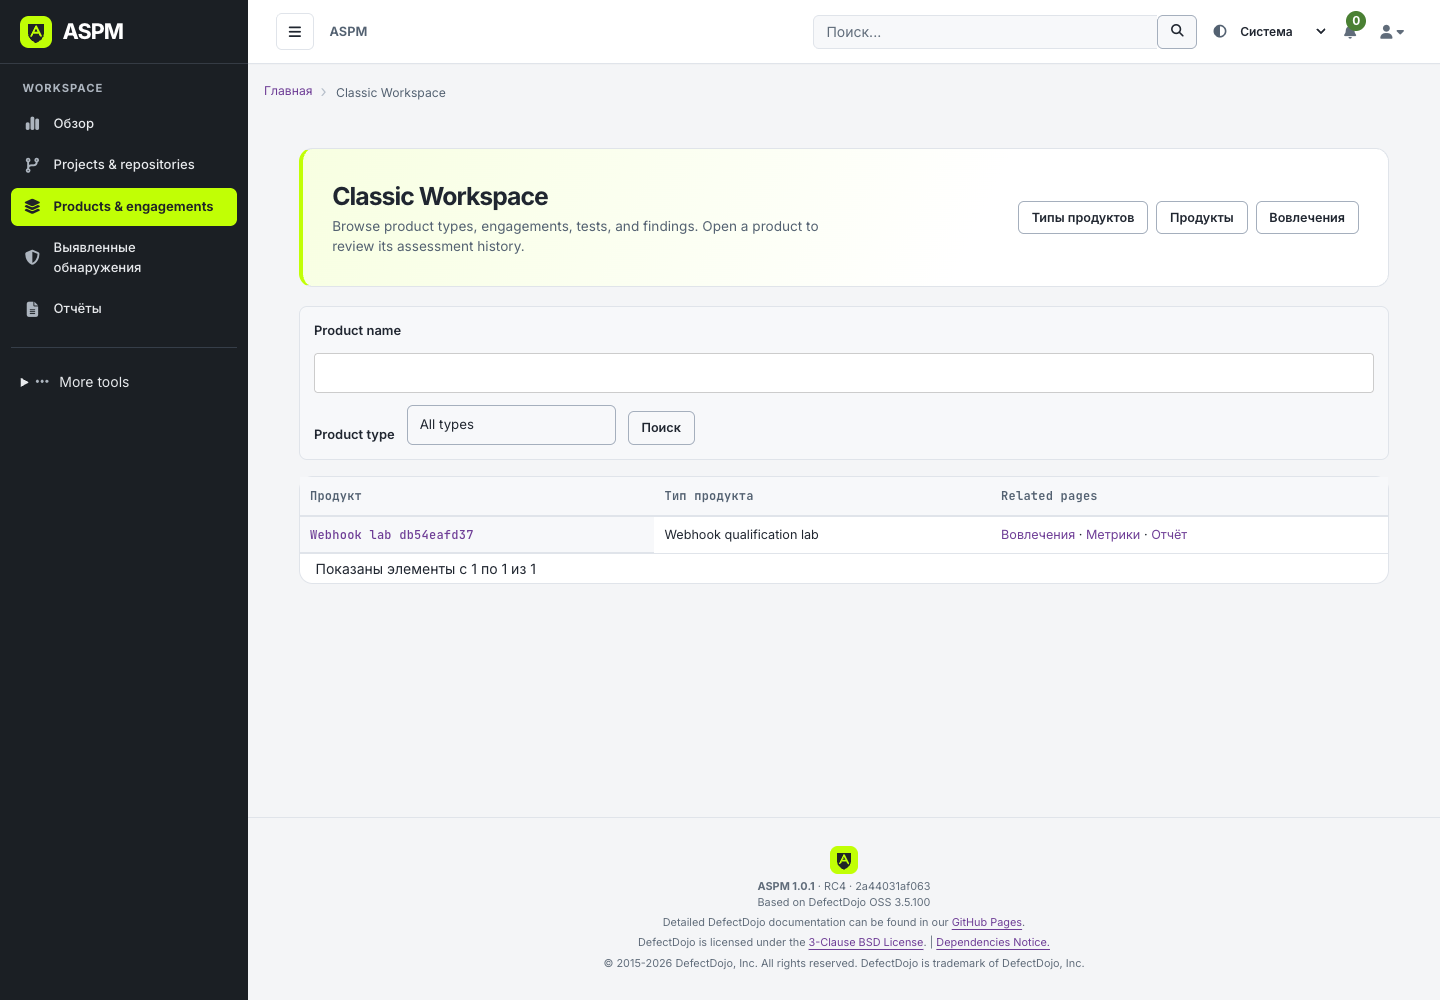 ASPM
ASPM
Поиск...
Система
0
WORKSPACE
Обзор
Projects & repositories
Products & engagements
Выявленные
обнаружения
Отчёты
More tools
Главная
Classic Workspace
Classic Workspace
Browse product types, engagements, tests, and findings. Open a product to
review its assessment history.
Типы продуктов
Продукты
Вовлечения
Product name
Product type
All types
Поиск
Продукт Тип продукта Related pages
Webhook lab db54eafd37 Webhook qualification lab Вовлечения · Метрики · Отчёт
Показаны элементы с 1 по 1 из 1
ASPM 1.0.1 · RC4 · 2a44031af063
Based on DefectDojo OSS 3.5.100
Detailed DefectDojo documentation can be found in our GitHub Pages.
DefectDojo is licensed under the 3-Clause BSD License. | Dependencies Notice.
© 2015-2026 DefectDojo, Inc. All rights reserved. DefectDojo is trademark of DefectDojo, Inc.